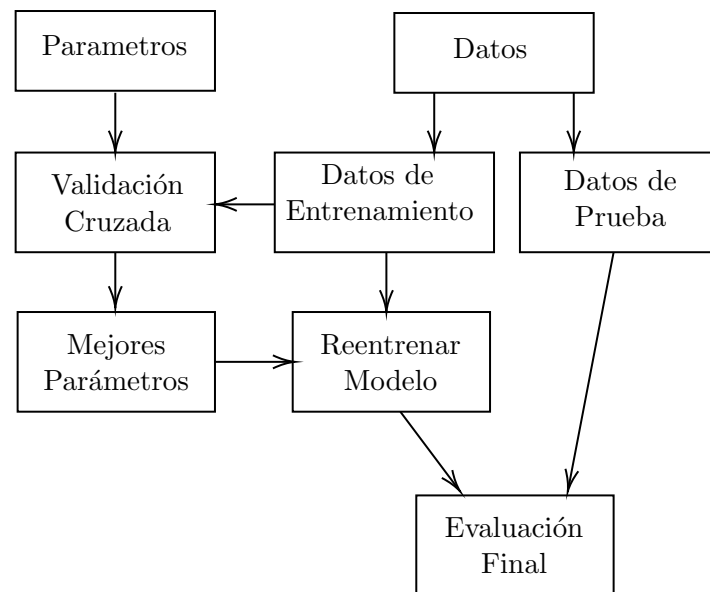 Parametros
Datos
Validación
Cruzada
Datos de
Entrenamiento
Datos de
Prueba
Mejores
Parámetros
Reentrenar
Modelo
Evaluación
Final